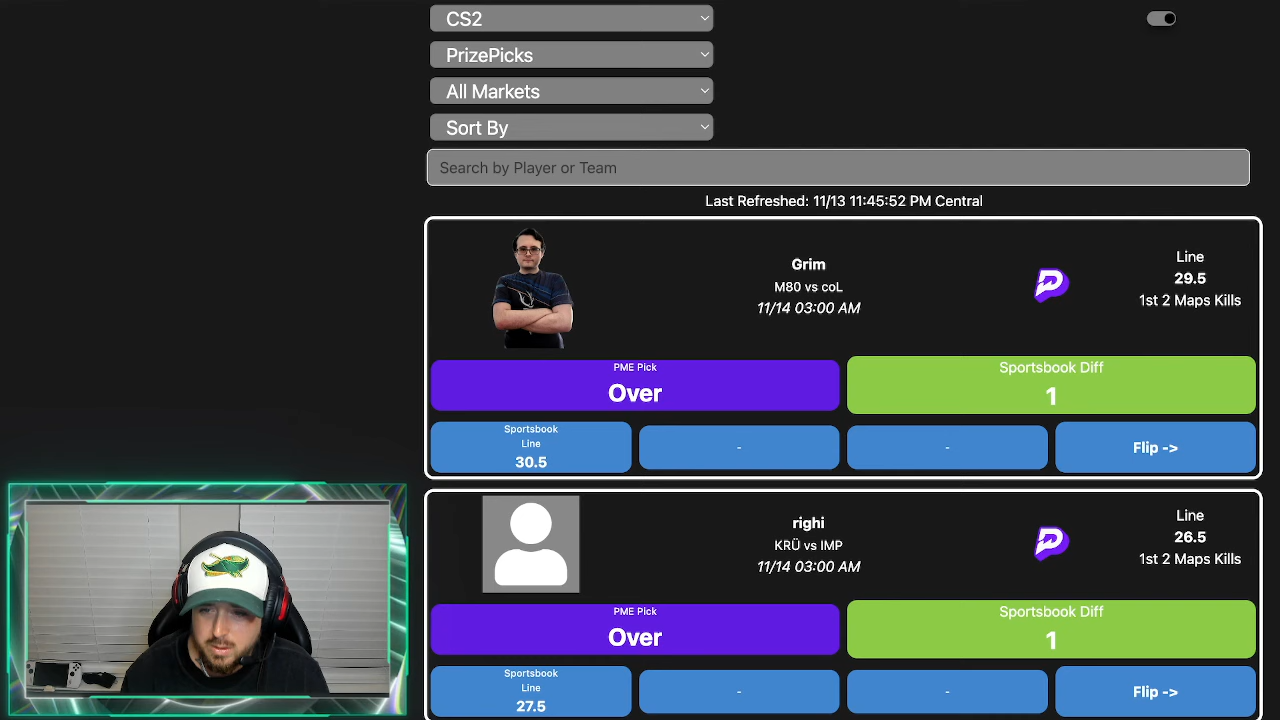 CS2
PrizePicks
All Markets
Sort By
Search by Player or Team
Last Refreshed: 11/13 11:45:52 PM Central
Grim
M80 vs coL
11/14 03:00 AM
Line
29.5
1st 2 Maps Kills
PME Pick
Over
Sportsbook Diff
1
Sportsbook
Line
30.5
-
-
Flip ->
righi
KRÜ vs IMP
11/14 03:00 AM
Line
26.5
1st 2 Maps Kills
PME Pick
Over
Sportsbook Diff
1
Sportsbook
Line
27.5
-
-
Flip ->